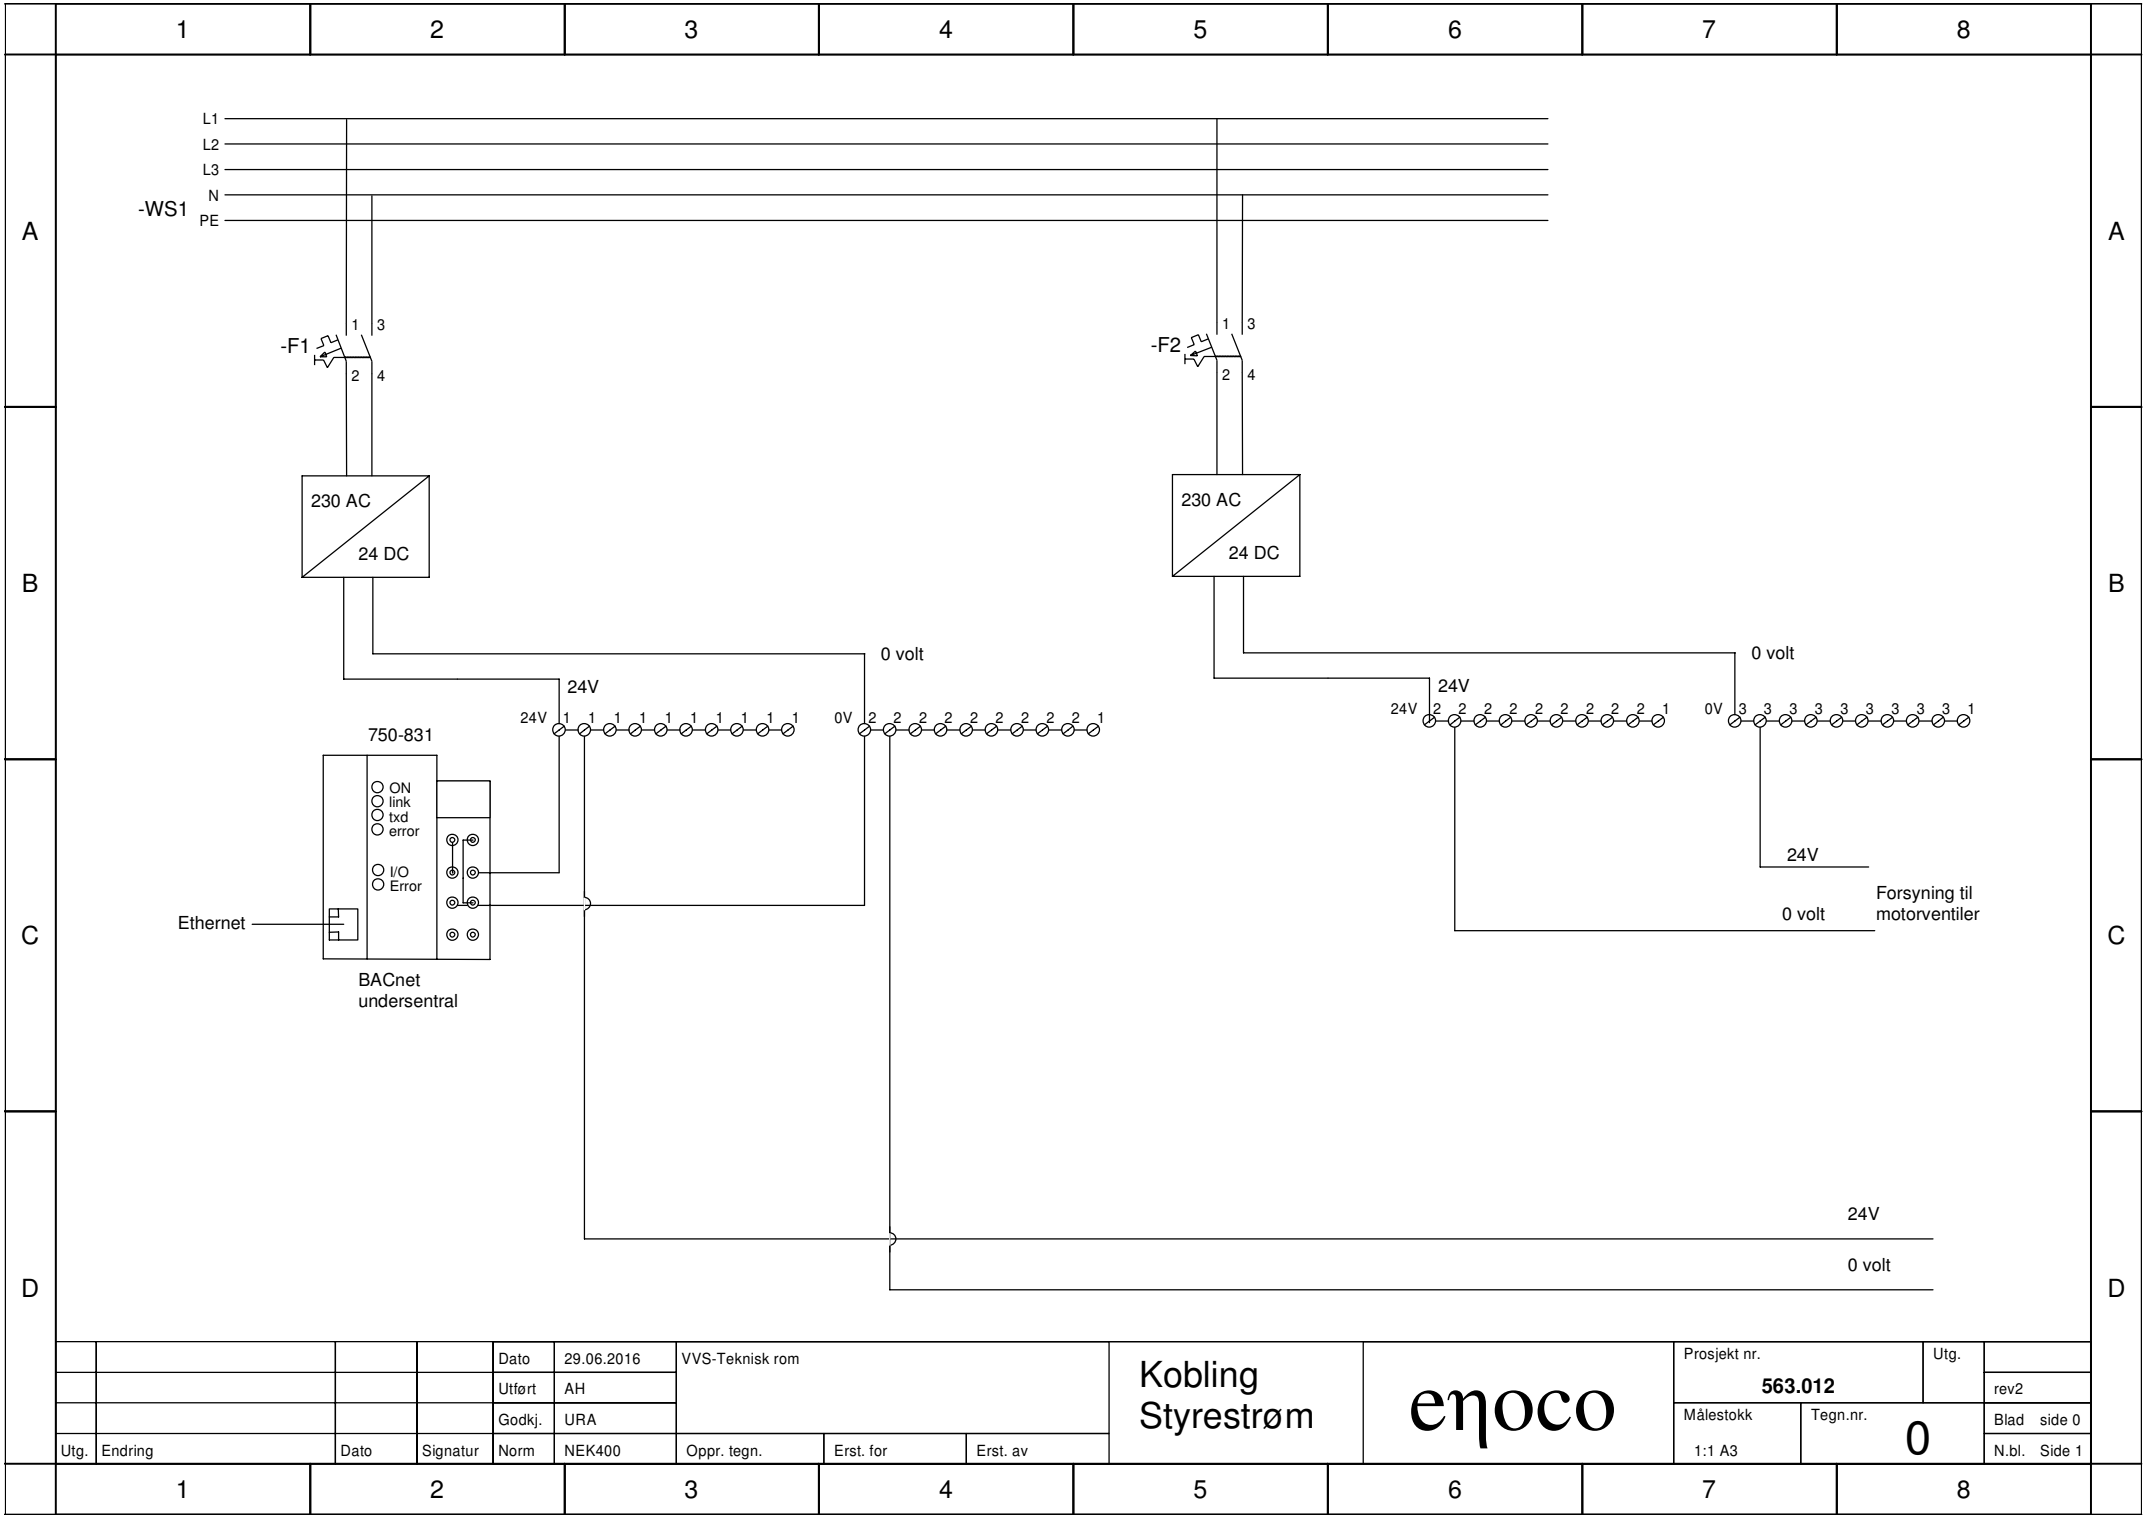 1 2 3 4 5 6 7 8
L1
L2
L3
N
-WS1
PE
A A
1 3
-F1
2 4
1 3
-F2
2 4
230 AC
24 DC
230 AC
24 DC
B B
0 volt
0 volt
24V
24V
24V 1 1 1 1 1 1 1 1 1 1
0V 2 2 2 2 2 2 2 2 2 1
24V 2 2 2 2 2 2 2 2 2 1
0V 3 3 3 3 3 3 3 3 3 1
750-831
ON
link
txd
error
I/O
Error
Ethernet
BACnet
undersentral
24V
0 volt
Forsyning til
motorventiler
C C
24V
0 volt
D D
Dato 29.06.2016
Utført AH
Godkj. URA
Utg. Endring Dato Signatur Norm NEK400
VVS-Teknisk rom
Oppr. tegn. Erst. for Erst. av
Kobling
Styrestrøm
eηoco
Prosjekt nr. Utg.
563.012 rev2
Målestokk Tegn.nr. Blad side 0
1:1 A3 0 N.bl. Side 1
1 2 3 4 5 6 7 8